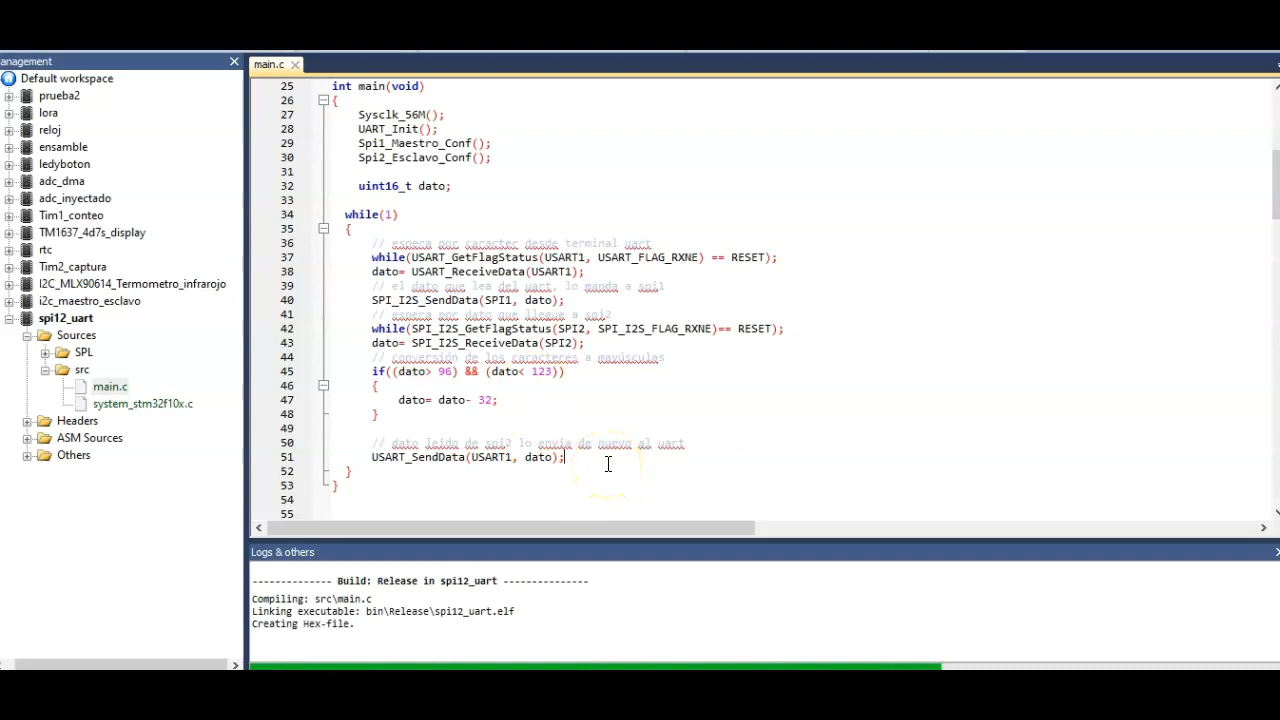 anagement
Default workspace
prueba2
lora
reloj
ensamble
ledyboton
adc_dma
adc_inyectado
Tim1_conteo
TM1637_4d7s_display
rtc
Tim2_captura
I2C_MLX90614_Termometro_infrarojo
i2c_maestro_esclavo
spi12_uart
Sources
SPL
src
main.c
system_stm32f10x.c
Headers
ASM Sources
Others
main.c
25 int main(void)
26 {
27 Sysclk_56M();
28 UART_Init();
29 Spi1_Maestro_Conf();
30 Spi2_Esclavo_Conf();
31
32 uint16_t dato;
33
34 while(1)
35 {
36 // espera por caracter desde terminal uart
37 while(USART_GetFlagStatus(USART1, USART_FLAG_RXNE) == RESET);
38 dato= USART_ReceiveData(USART1);
39 // el dato que lea del uart, lo manda a spi1
40 SPI_I2S_SendData(SPI1, dato);
41 // espera por dato que llegue a spi2
42 while(SPI_I2S_GetFlagStatus(SPI2, SPI_I2S_FLAG_RXNE)== RESET);
43 dato= SPI_I2S_ReceiveData(SPI2);
44 // conversión de los caracteres a mayúsculas
45 if((dato> 96) && (dato< 123))
46 {
47 dato= dato- 32;
48 }
49
50 // dato leido de spi2 lo envia de nuevo al uart
51 USART_SendData(USART1, dato);
52 }
53 }
54
55
Logs & others
-------------- Build: Release in spi12_uart ---------------
Compiling: src\main.c
Linking executable: bin\Release\spi12_uart.elf
Creating Hex-file.